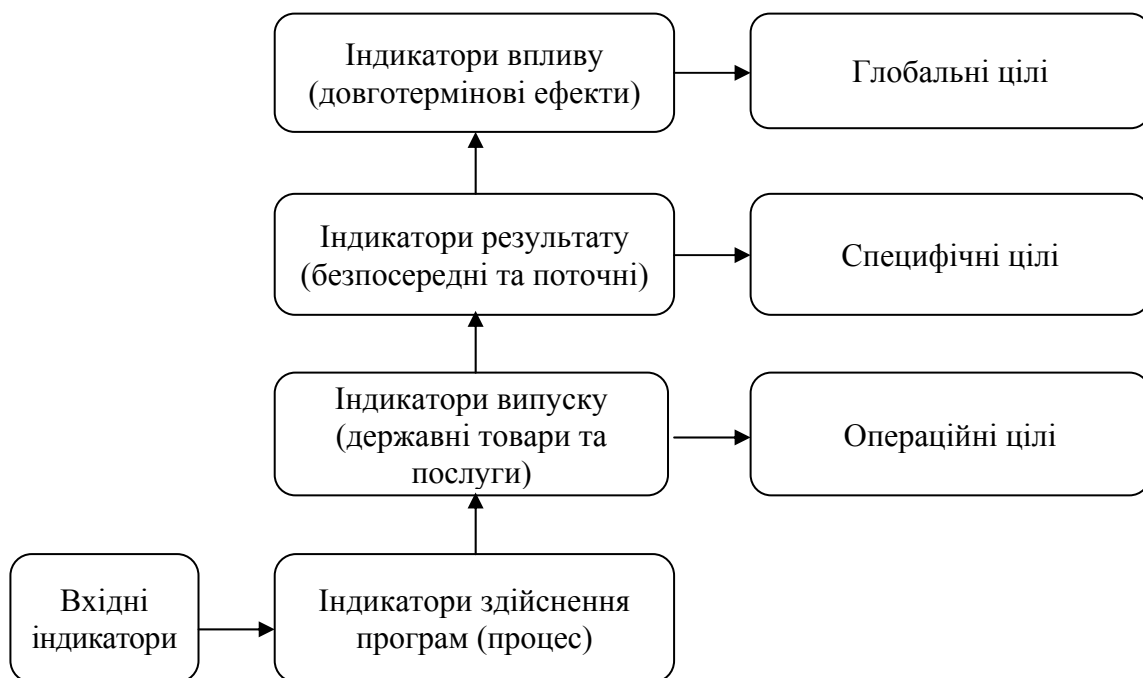 Індикатори впливу
(довготермінові ефекти)
Глобальні цілі
Індикатори результату
(безпосередні та поточні)
Специфічні цілі
Індикатори випуску
(державні товари та
послуги)
Операційні цілі
Вхідні
індикатори
Індикатори здійснення
програм (процес)